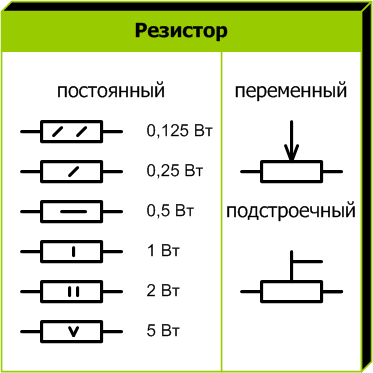 Резистор
постоянный
0,125 Вт
0,25 Вт
0,5 Вт
1 Вт
2 Вт
5 Вт
переменный
подстроечный